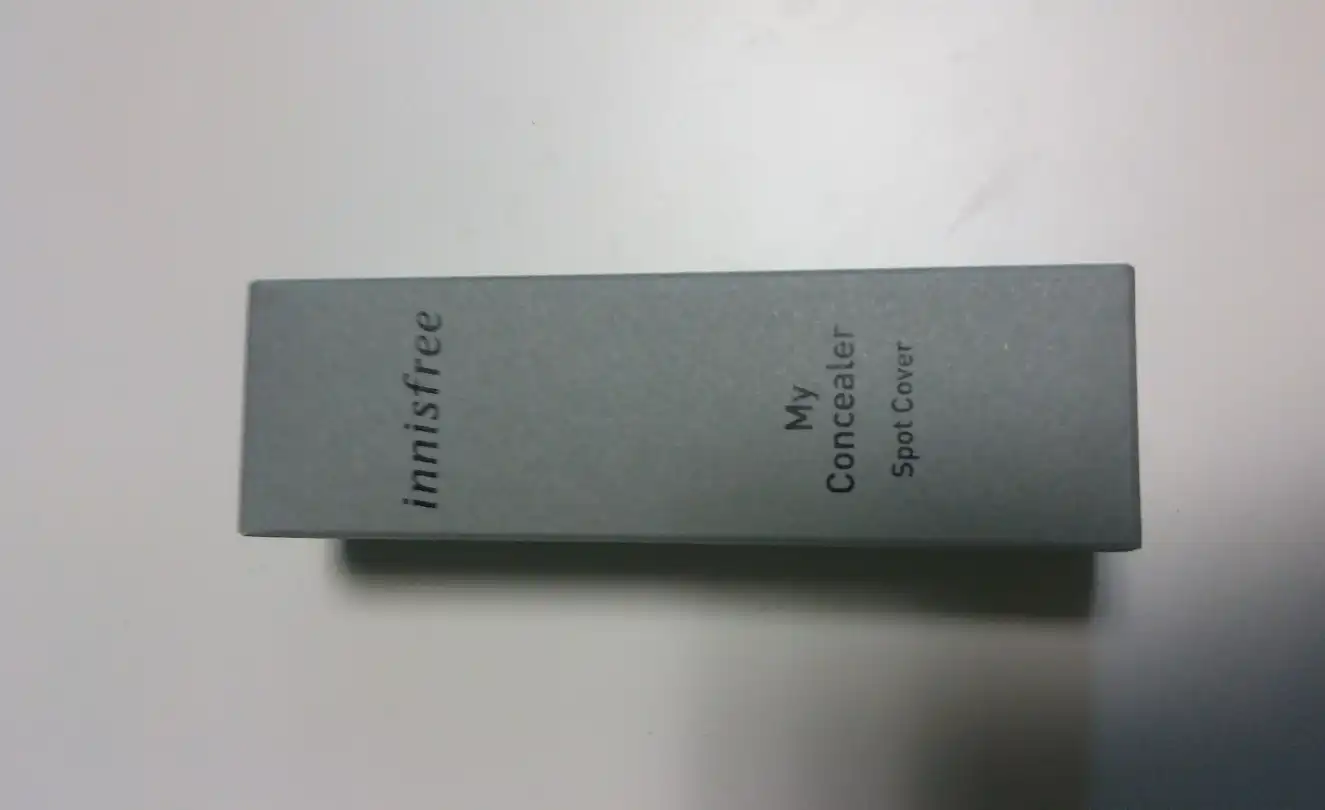 innisfree
My
Concealer
Spot Cover